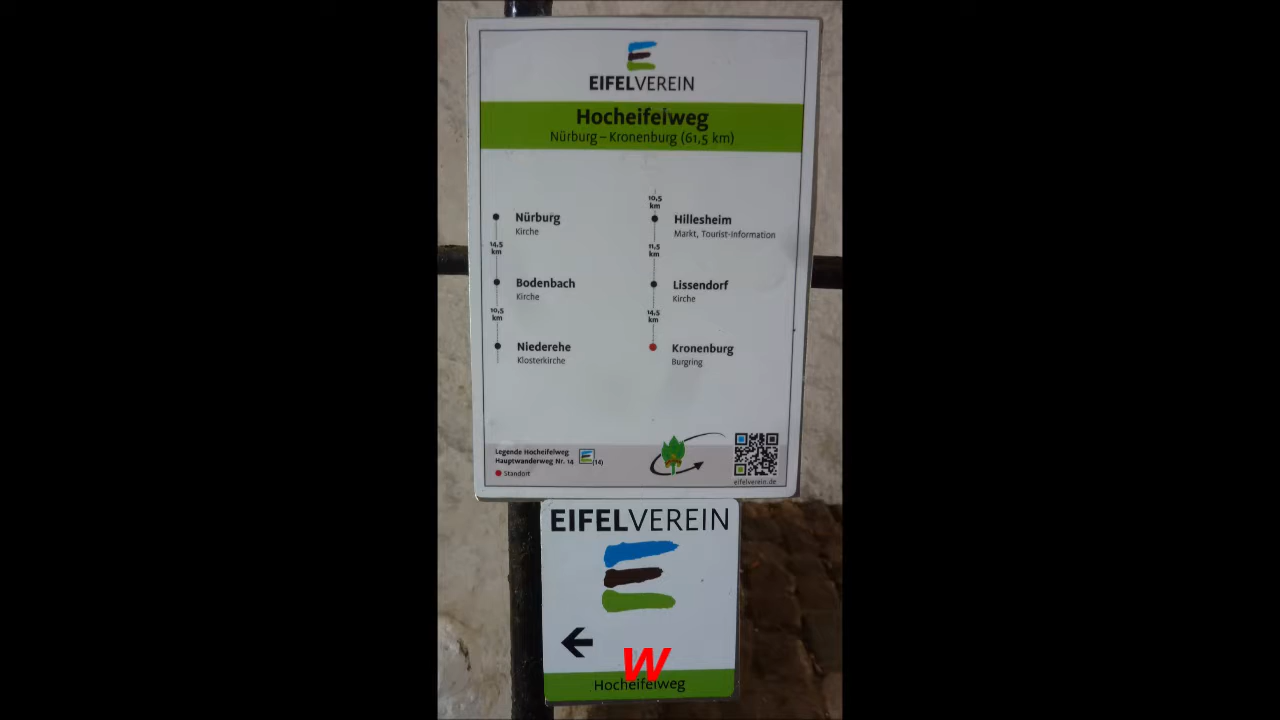 EIFELVEREIN
Hocheifelweg
Nürburg – Kronenburg (61,5 km)
Nürburg
Kirche
14,5
km
Bodenbach
Kirche
10,5
km
Niederehe
Klosterkirche
10,5
km
Hillesheim
Markt, Tourist-Information
11,5
km
Lissendorf
Kirche
14,5
km
Kronenburg
Burgring
Legende Hocheifelweg
Hauptwanderweg Nr. 14 (14)
Standort
eifelverein.de
EIFELVEREIN
W
Hocheifelweg